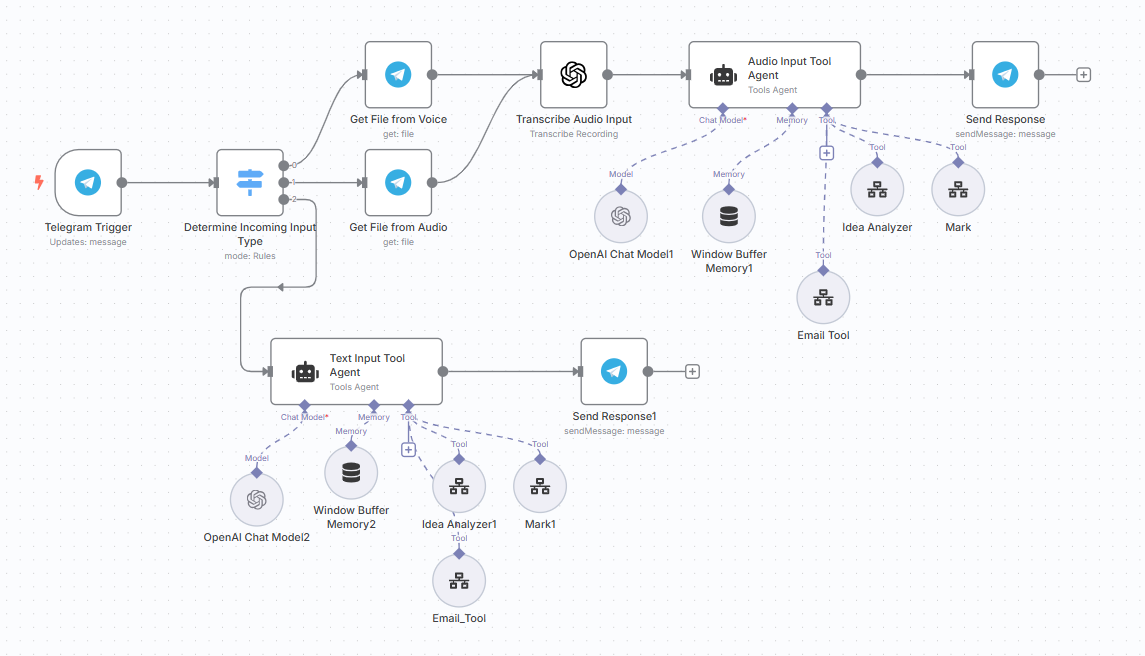 Telegram Trigger
Updates: message
Determine Incoming Input
Type
mode: Rules
0
1
2
Get File from Voice
get: file
Get File from Audio
get: file
Transcribe Audio Input
Transcribe Recording
Audio Input Tool
Agent
Tools Agent
Chat Model*
Memory
Tool
Send Response
sendMessage: message
Model
OpenAI Chat Model1
Memory
Window Buffer
Memory1
Tool
Idea Analyzer
Tool
Mark
Tool
Email Tool
Text Input Tool
Agent
Tools Agent
Chat Model*
Memory
Tool
Send Response1
sendMessage: message
Model
OpenAI Chat Model2
Memory
Window Buffer
Memory2
Tool
Idea Analyzer1
Tool
Mark1
Tool
Email_Tool